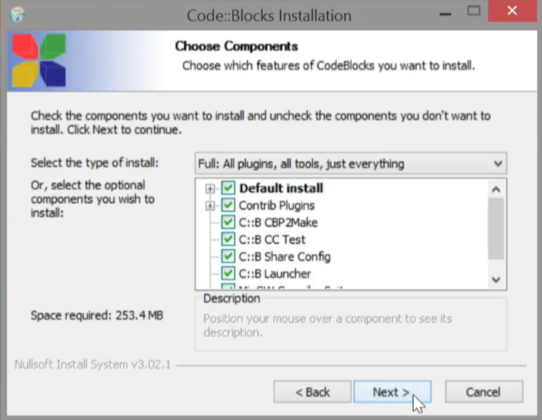 Code::Blocks Installation
Choose Components
Choose which features of CodeBlocks you want to install.
Check the components you want to install and uncheck the components you don't want to
install. Click Next to continue.
Select the type of install:
Full: All plugins, all tools, just everything
Or, select the optional
components you wish to
install:
Default install
Contrib Plugins
C::B CBP2Make
C::B CC Test
C::B Share Config
C::B Launcher
Space required: 253.4 MB
Description
Position your mouse over a component to see its
description.
Nullsoft Install System v3.02.1
< Back
Next >
Cancel